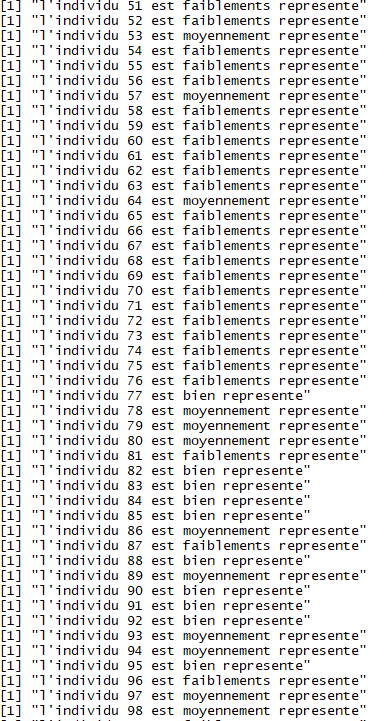 [1] "l'individu 51 est faiblements represente"
[1] "l'individu 52 est faiblements represente"
[1] "l'individu 53 est moyennement represente"
[1] "l'individu 54 est faiblements represente"
[1] "l'individu 55 est faiblements represente"
[1] "l'individu 56 est faiblements represente"
[1] "l'individu 57 est moyennement represente"
[1] "l'individu 58 est faiblements represente"
[1] "l'individu 59 est faiblements represente"
[1] "l'individu 60 est faiblements represente"
[1] "l'individu 61 est faiblements represente"
[1] "l'individu 62 est faiblements represente"
[1] "l'individu 63 est faiblements represente"
[1] "l'individu 64 est moyennement represente"
[1] "l'individu 65 est faiblements represente"
[1] "l'individu 66 est faiblements represente"
[1] "l'individu 67 est faiblements represente"
[1] "l'individu 68 est faiblements represente"
[1] "l'individu 69 est faiblements represente"
[1] "l'individu 70 est faiblements represente"
[1] "l'individu 71 est faiblements represente"
[1] "l'individu 72 est faiblements represente"
[1] "l'individu 73 est faiblements represente"
[1] "l'individu 74 est faiblements represente"
[1] "l'individu 75 est faiblements represente"
[1] "l'individu 76 est faiblements represente"
[1] "l'individu 77 est bien represente"
[1] "l'individu 78 est moyennement represente"
[1] "l'individu 79 est moyennement represente"
[1] "l'individu 80 est moyennement represente"
[1] "l'individu 81 est faiblements represente"
[1] "l'individu 82 est bien represente"
[1] "l'individu 83 est bien represente"
[1] "l'individu 84 est bien represente"
[1] "l'individu 85 est bien represente"
[1] "l'individu 86 est moyennement represente"
[1] "l'individu 87 est faiblements represente"
[1] "l'individu 88 est bien represente"
[1] "l'individu 89 est moyennement represente"
[1] "l'individu 90 est bien represente"
[1] "l'individu 91 est bien represente"
[1] "l'individu 92 est bien represente"
[1] "l'individu 93 est moyennement represente"
[1] "l'individu 94 est moyennement represente"
[1] "l'individu 95 est bien represente"
[1] "l'individu 96 est faiblements represente"
[1] "l'individu 97 est moyennement represente"
[1] "l'individu 98 est moyennement represente"